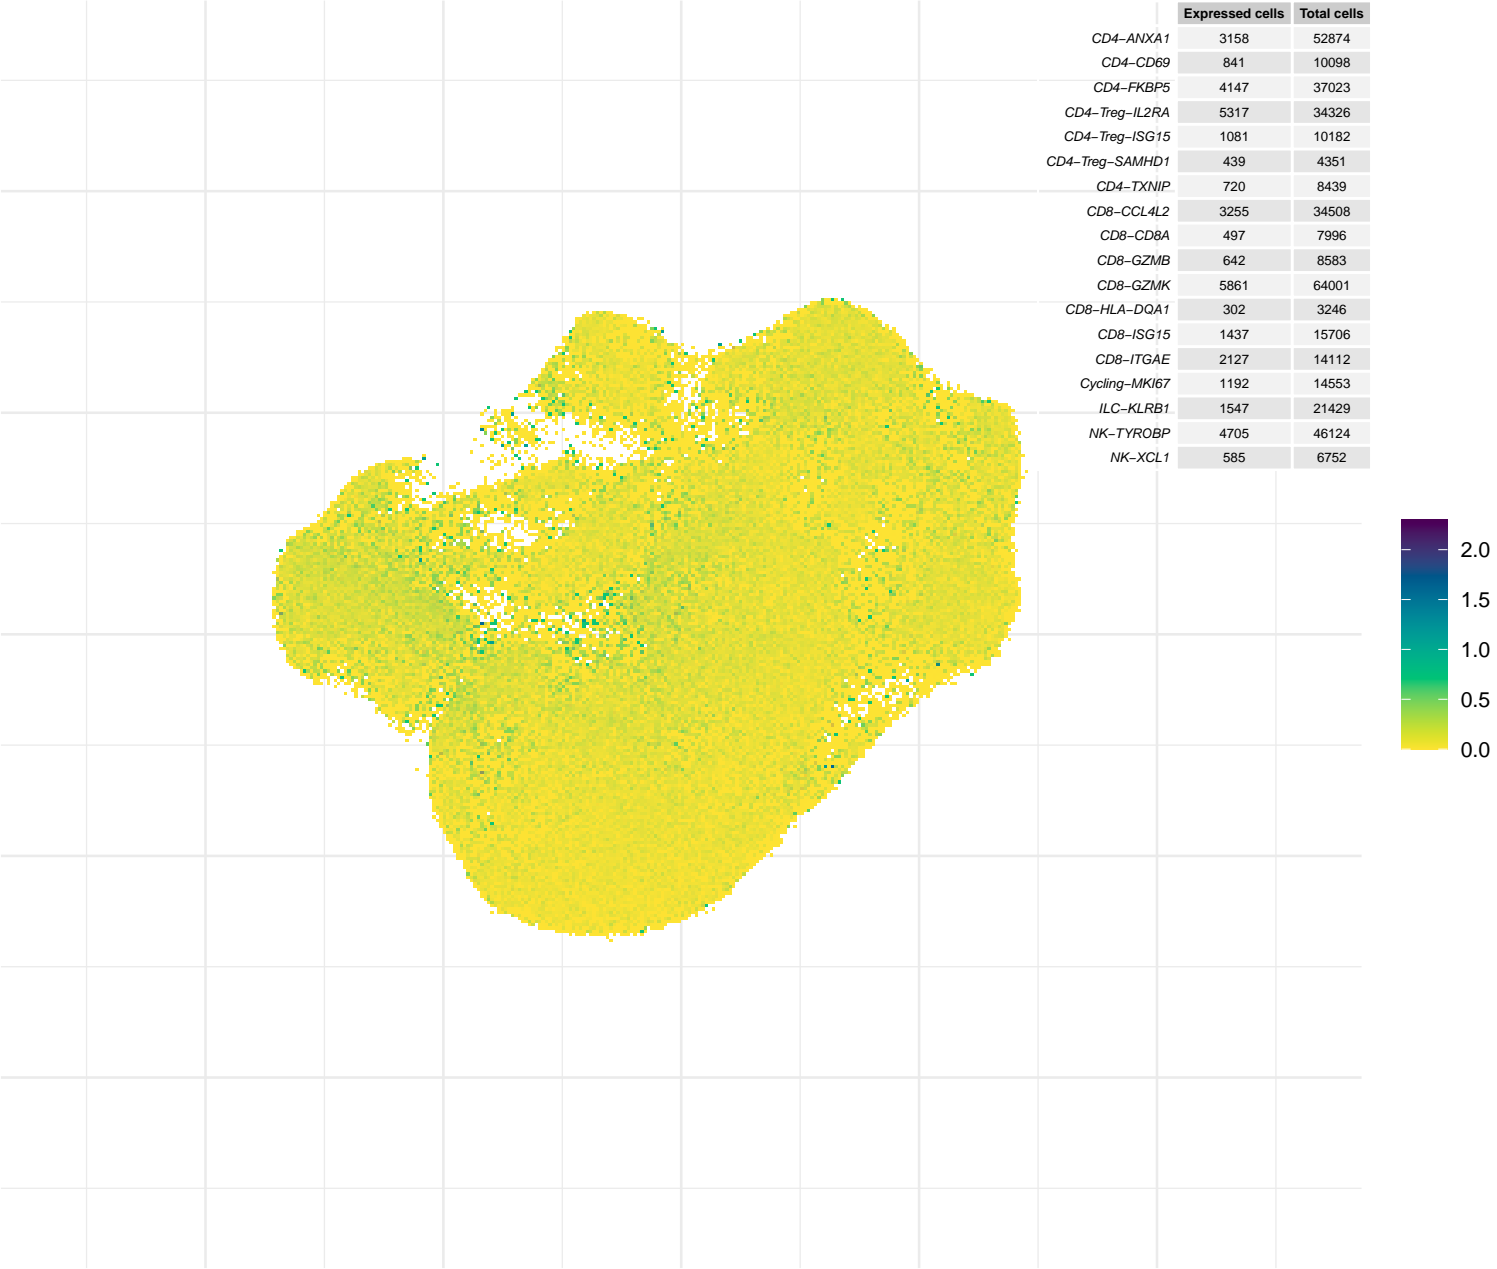 Expressed cells Total cells
CD4−ANXA1 3158 52874
CD4−CD69 841 10098
CD4−FKBP5 4147 37023
CD4−Treg−IL2RA 5317 34326
CD4−Treg−ISG15 1081 10182
CD4−Treg−SAMHD1 439 4351
CD4−TXNIP 720 8439
CD8−CCL4L2 3255 34508
CD8−CD8A 497 7996
CD8−GZMB 642 8583
CD8−GZMK 5861 64001
CD8−HLA−DQA1 302 3246
CD8−ISG15 1437 15706
CD8−ITGAE 2127 14112
Cycling−MKI67 1192 14553
ILC−KLRB1 1547 21429
NK−TYROBP 4705 46124
NK−XCL1 585 6752
2.0
1.5
1.0
0.5
0.0